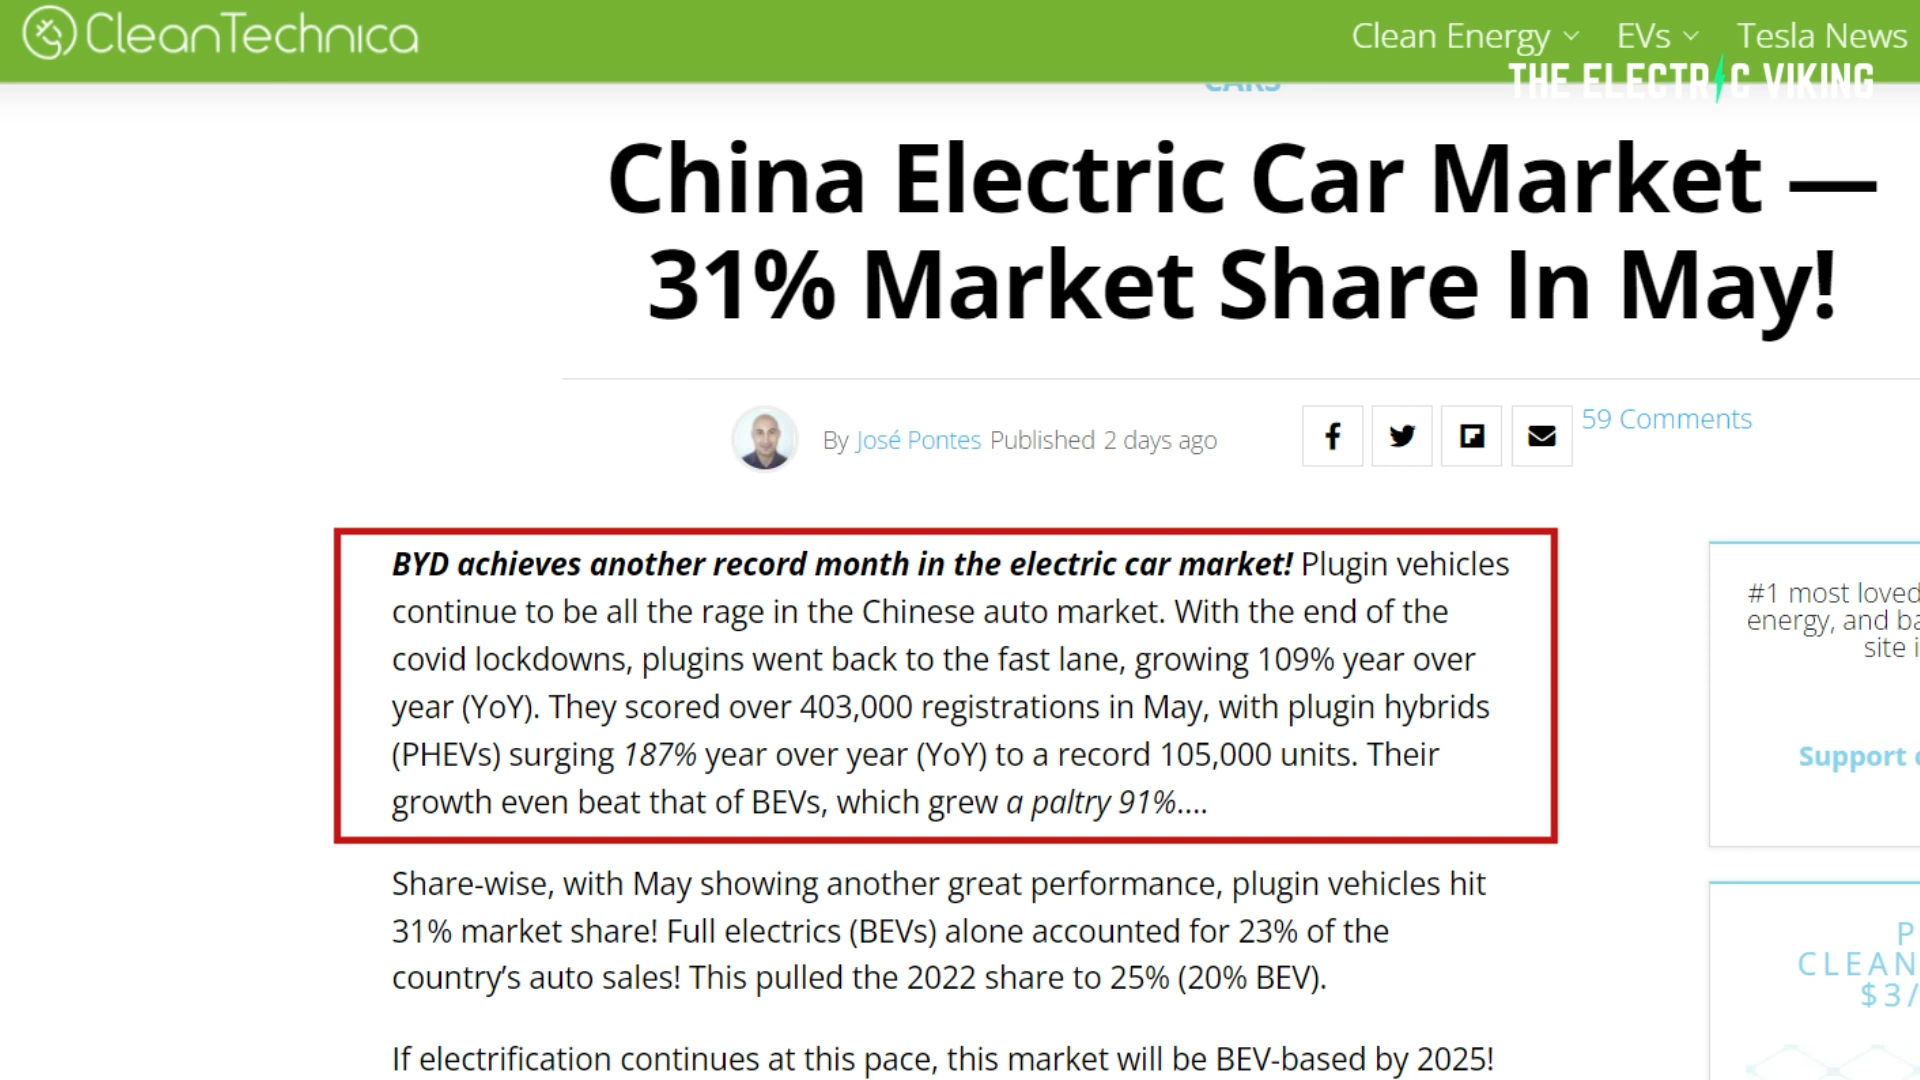 CleanTechnica
Clean Energy EVs Tesla News
THE ELECTRIC VIKING
CARS
China Electric Car Market —
31% Market Share In May!
By José Pontes Published 2 days ago
59 Comments
BYD achieves another record month in the electric car market! Plugin vehicles
continue to be all the rage in the Chinese auto market. With the end of the
covid lockdowns, plugins went back to the fast lane, growing 109% year over
year (YoY). They scored over 403,000 registrations in May, with plugin hybrids
(PHEVs) surging 187% year over year (YoY) to a record 105,000 units. Their
growth even beat that of BEVs, which grew a paltry 91%....
Share-wise, with May showing another great performance, plugin vehicles hit
31% market share! Full electrics (BEVs) alone accounted for 23% of the
country's auto sales! This pulled the 2022 share to 25% (20% BEV).
If electrification continues at this pace, this market will be BEV-based by 2025!
#1 most loved
energy, and ba
site i
Support
P
CLEAN
$3/